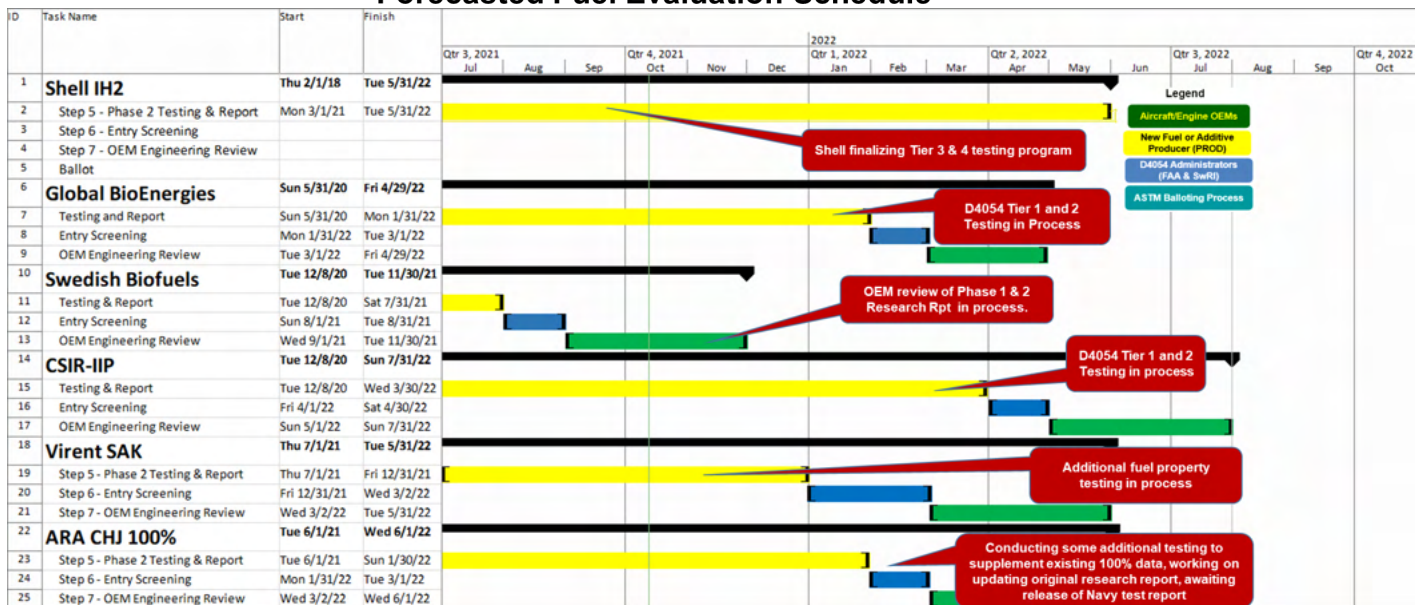 Forecasted Fuel Evaluation Schedule
ID Task Name Start Finish
2022
Qtr 3, 2021 Qtr 4, 2021 Qtr 1, 2022 Qtr 2, 2022 Qtr 3, 2022 Qtr 4, 2022
Jul Aug Sep Oct Nov Dec Jan Feb Mar Apr May Jun Jul Aug Sep Oct
1 Shell IH2 Thu 2/1/18 Tue 5/31/22
2 Step 5 - Phase 2 Testing & Report Mon 3/1/21 Tue 5/31/22
3 Step 6 - Entry Screening
4 Step 7 - OEM Engineering Review
5 Ballot
6 Global BioEnergies Sun 5/31/20 Fri 4/29/22
7 Testing and Report Sun 5/31/20 Mon 1/31/22
8 Entry Screening Mon 1/31/22 Tue 3/1/22
9 OEM Engineering Review Tue 3/1/22 Fri 4/29/22
10 Swedish Biofuels Tue 12/8/20 Tue 11/30/21
11 Testing & Report Tue 12/8/20 Sat 7/31/21
12 Entry Screening Sun 8/1/21 Tue 8/31/21
13 OEM Engineering Review Wed 9/1/21 Tue 11/30/21
14 CSIR-IIP Tue 12/8/20 Sun 7/31/22
15 Testing & Report Tue 12/8/20 Wed 3/30/22
16 Entry Screening Fri 4/1/22 Sat 4/30/22
17 OEM Engineering Review Sun 5/1/22 Sun 7/31/22
18 Virent SAK Thu 7/1/21 Tue 5/31/22
19 Step 5 - Phase 2 Testing & Report Thu 7/1/21 Fri 12/31/21
20 Step 6 - Entry Screening Fri 12/31/21 Wed 3/2/22
21 Step 7 - OEM Engineering Review Wed 3/2/22 Tue 5/31/22
22 ARA CHJ 100% Tue 6/1/21 Wed 6/1/22
23 Step 5 - Phase 2 Testing & Report Tue 6/1/21 Sun 1/30/22
24 Step 6 - Entry Screening Mon 1/31/22 Tue 3/1/22
25 Step 7 - OEM Engineering Review Wed 3/2/22 Wed 6/1/22
Legend
Aircraft/Engine OEMs
New Fuel or Additive
Producer (PROD)
D4054 Administrators
(FAA & SwRI)
ASTM Balloting Process
Shell finalizing Tier 3 & 4 testing program
D4054 Tier 1 and 2
Testing in Process
OEM review of Phase 1 & 2
Research Rpt in process.
D4054 Tier 1 and 2
Testing in process
Additional fuel property
testing in process
Conducting some additional testing to
supplement existing 100% data, working on
updating original research report, awaiting
release of Navy test report